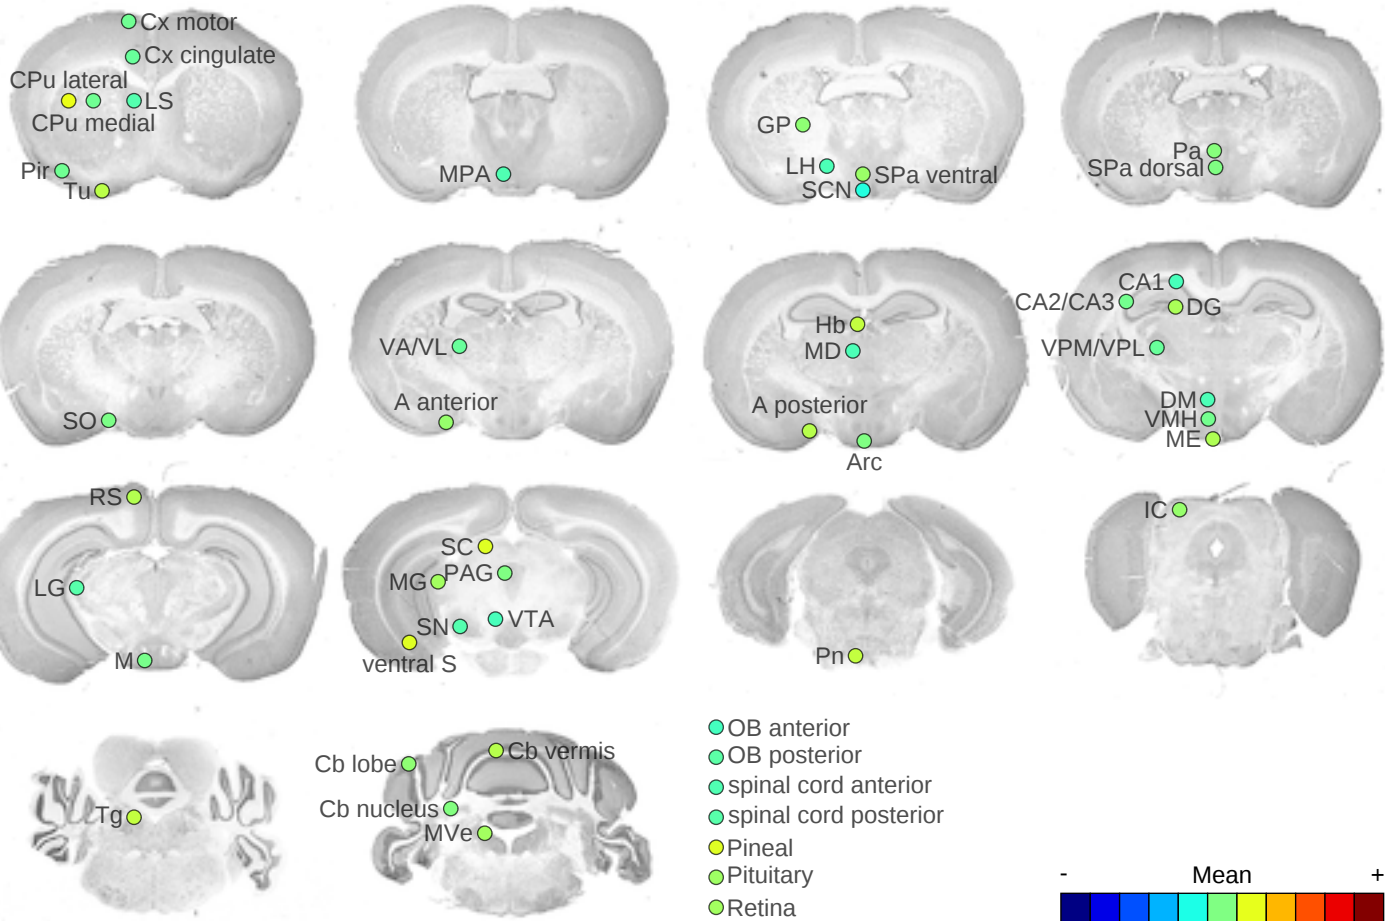 Cx motor
Cx cingulate
CPu lateral
LS
CPu medial
Pir
Tu
MPA
GP
LH
SPa ventral
SCN
Pa
SPa dorsal
SO
VA/VL
A anterior
Hb
MD
A posterior
Arc
CA1
CA2/CA3
DG
VPM/VPL
DM
VMH
ME
RS
LG
M
SC
PAG
MG
SN
VTA
ventral S
Pn
IC
Tg
Cb vermis
Cb lobe
Cb nucleus
MVe
OB anterior
OB posterior
spinal cord anterior
spinal cord posterior
Pineal
Pituitary
Retina
- Mean +